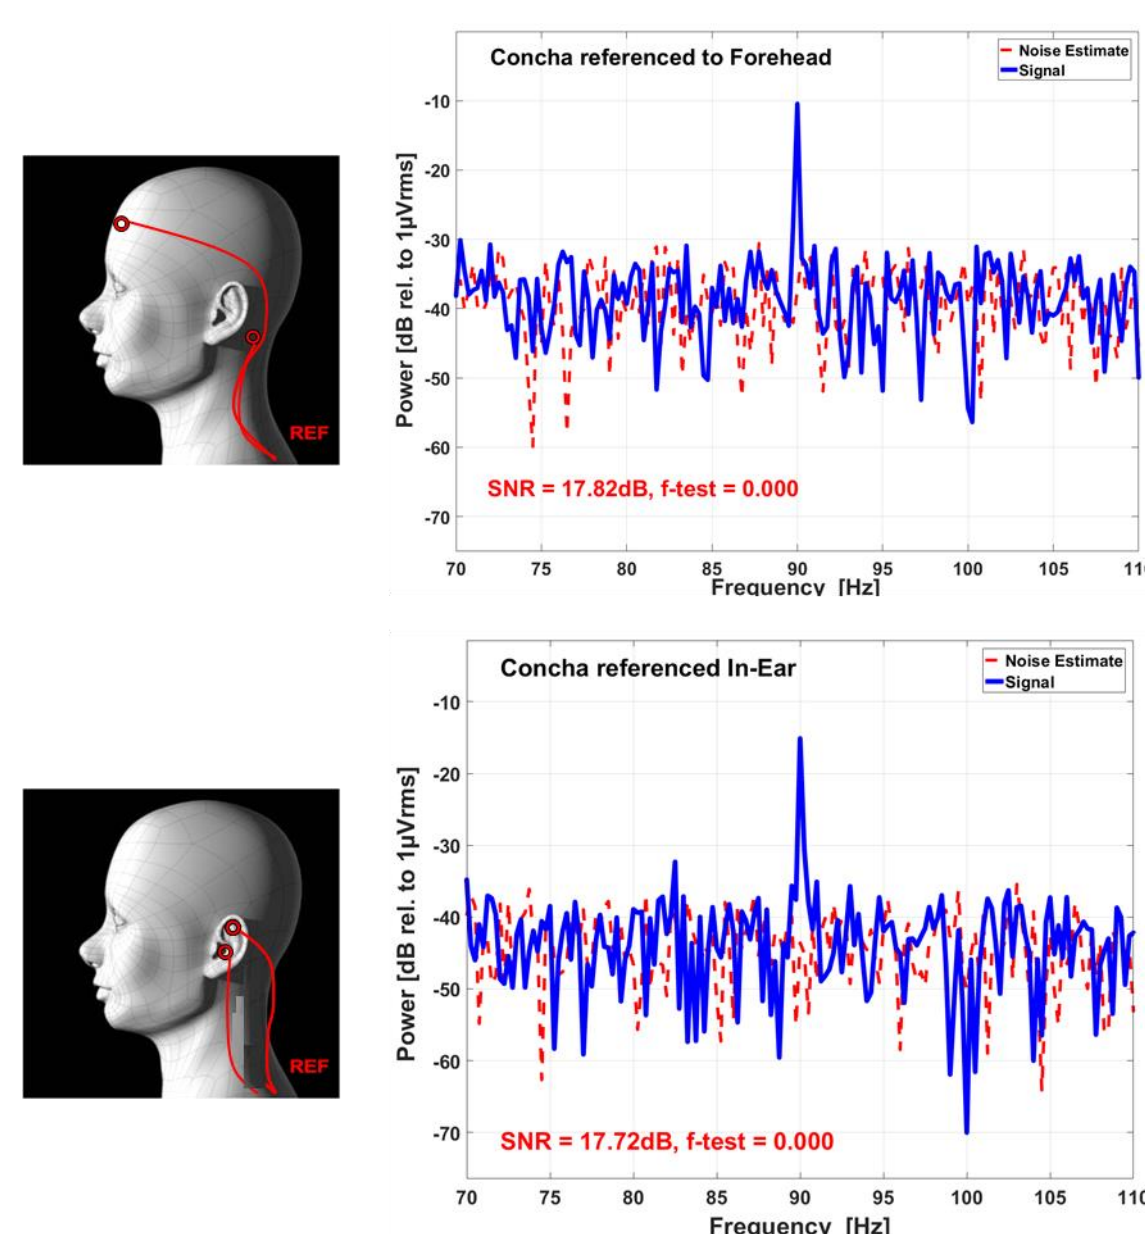 Concha referenced to Forehead
Noise Estimate
Signal
Power [dB rel. to 1µVrms]
-10
-20
-30
-40
-50
-60
-70
REF
SNR = 17.82dB, f-test = 0.000
70 75 80 85 90 95 100 105 110
Frequency [Hz]
Concha referenced In-Ear
Noise Estimate
Signal
Power [dB rel. to 1µVrms]
-10
-20
-30
-40
-50
-60
-70
REF
SNR = 17.72dB, f-test = 0.000
70 75 80 85 90 95 100 105 110
Frequency [Hz]